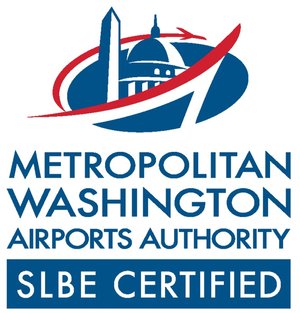 METROPOLITAN
WASHINGTON
AIRPORTS AUTHORITY
SLBE CERTIFIED